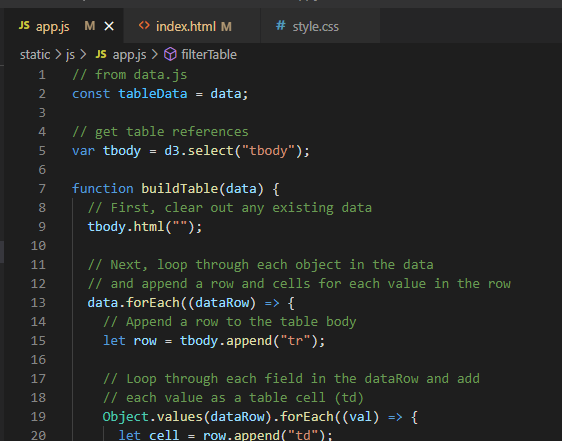 JS app.js M ×
<> index.html M
# style.css
static > js > JS app.js > filterTable
1 // from data.js
2 const tableData = data;
3
4 // get table references
5 var tbody = d3.select("tbody");
6
7 function buildTable(data) {
8 // First, clear out any existing data
9 tbody.html("");
10
11 // Next, loop through each object in the data
12 // and append a row and cells for each value in the row
13 data.forEach((dataRow) => {
14 // Append a row to the table body
15 let row = tbody.append("tr");
16
17 // Loop through each field in the dataRow and add
18 // each value as a table cell (td)
19 Object.values(dataRow).forEach((val) => {
20 let cell = row.append("td");